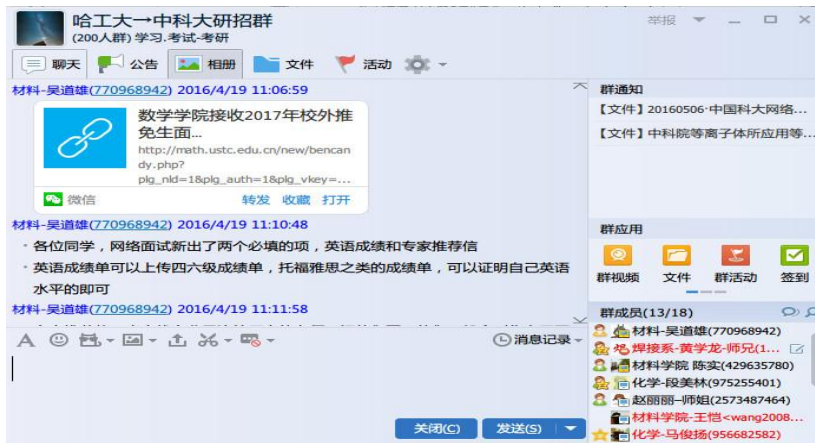 哈工大→中科大研招群
(200人群) 学习.考试-考研
举报
聊天 公告 相册 文件 活动
材料-吴道雄(770968942) 2016/4/19 11:06:59
数学学院接收2017年校外推
免生面...
http://math.ustc.edu.cn/new/bencan
dy.php?
plg_nld=1&plg_auth=1&plg_vkey=...
微信 转发 收藏 打开
材料-吴道雄(770968942) 2016/4/19 11:10:48
· 各位同学，网络面试新出了两个必填的项，英语成绩和专家推荐信
· 英语成绩单可以上传四六级成绩单，托福雅思之类的成绩单，可以证明自己英语
水平的即可
材料-吴道雄(770968942) 2016/4/19 11:11:58
消息记录
关闭(C) 发送(S)
群通知
【文件】20160506·中国科大网络...
【文件】中科院等离子体所应用等...
群应用
群视频 文件 群活动 签到
群成员(13/18)
材料-吴道雄(770968942)
焊接系-黄学龙-师兄(1...
材料学院 陈实(429635780)
化学-段美林(975255401)
赵丽丽--师姐(2573487464)
材料学院-王恺<wang2008...
化学-马俊扬(956682582)